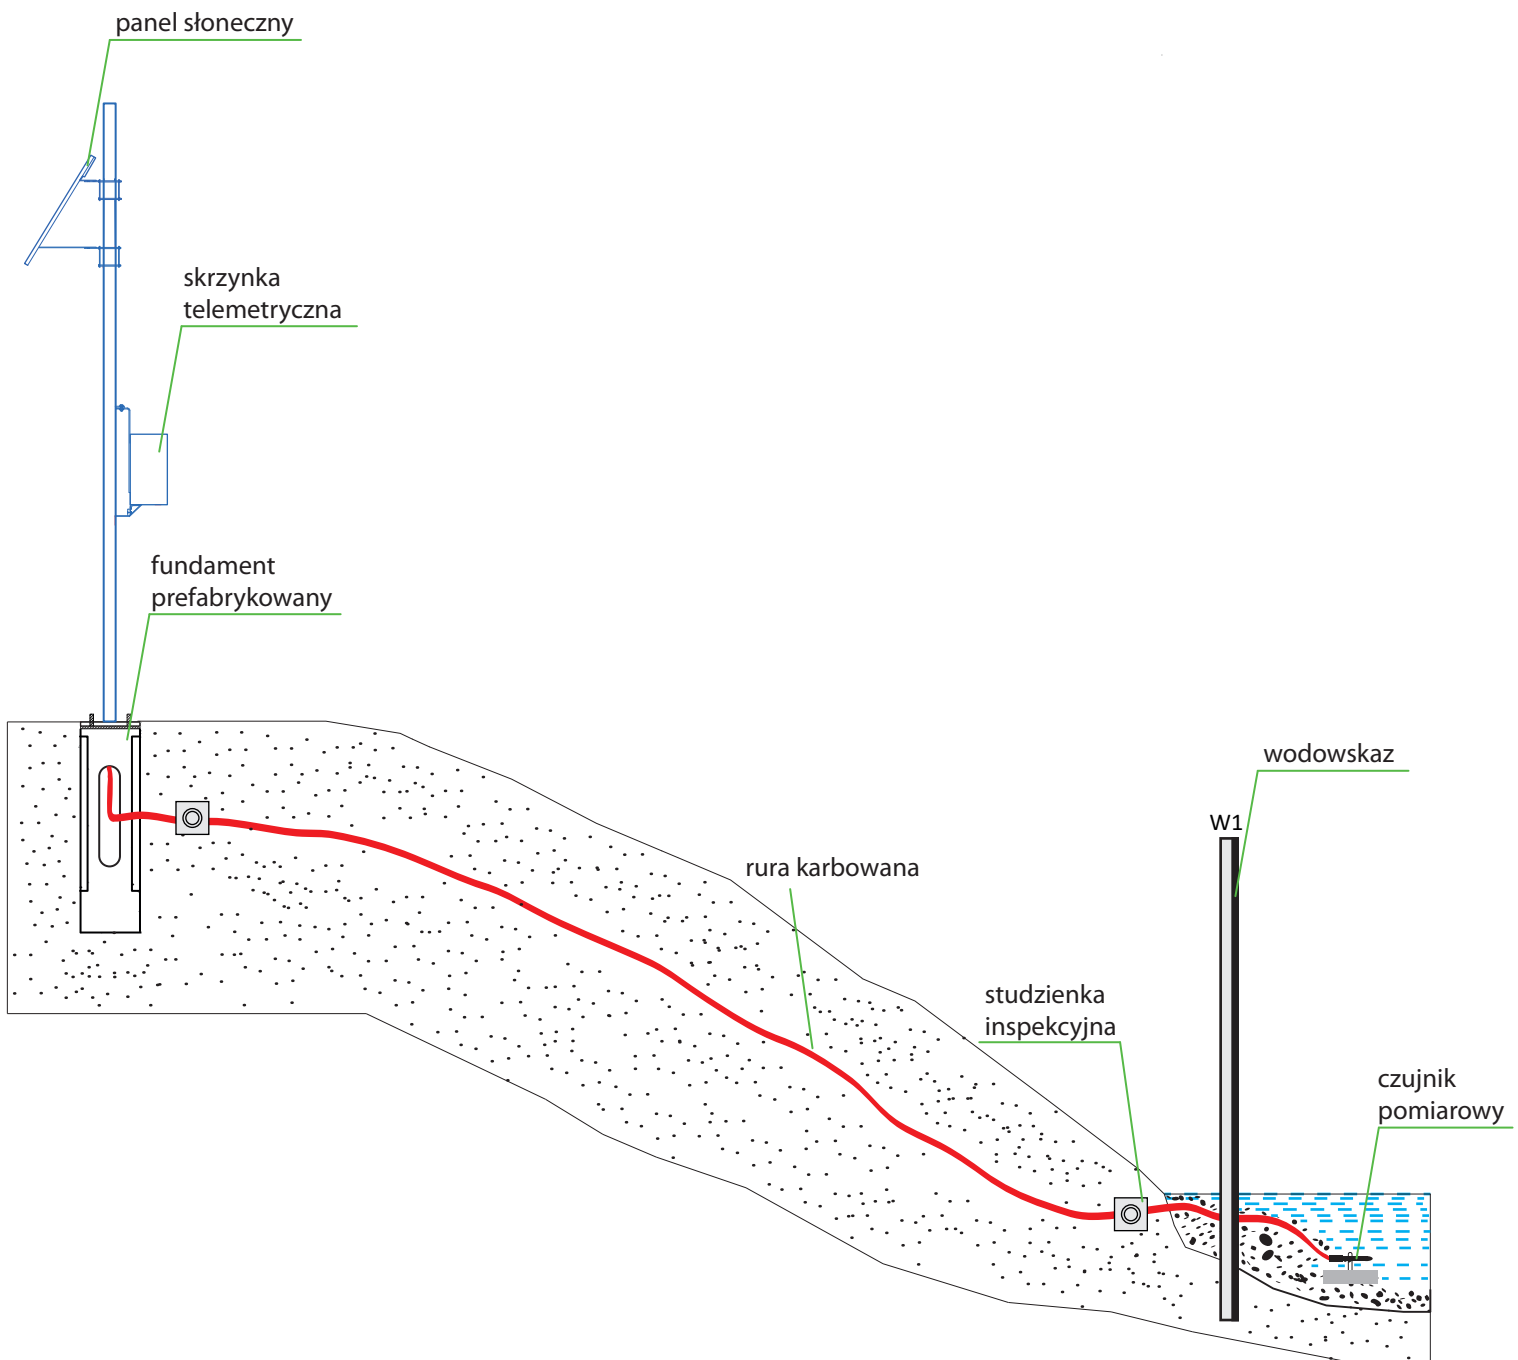 panel słoneczny
skrzynka
telemetryczna
fundament
prefabrykowany
wodowskaz
W1
rura karbowana
studzienka
inspekcyjna
czujnik
pomiarowy